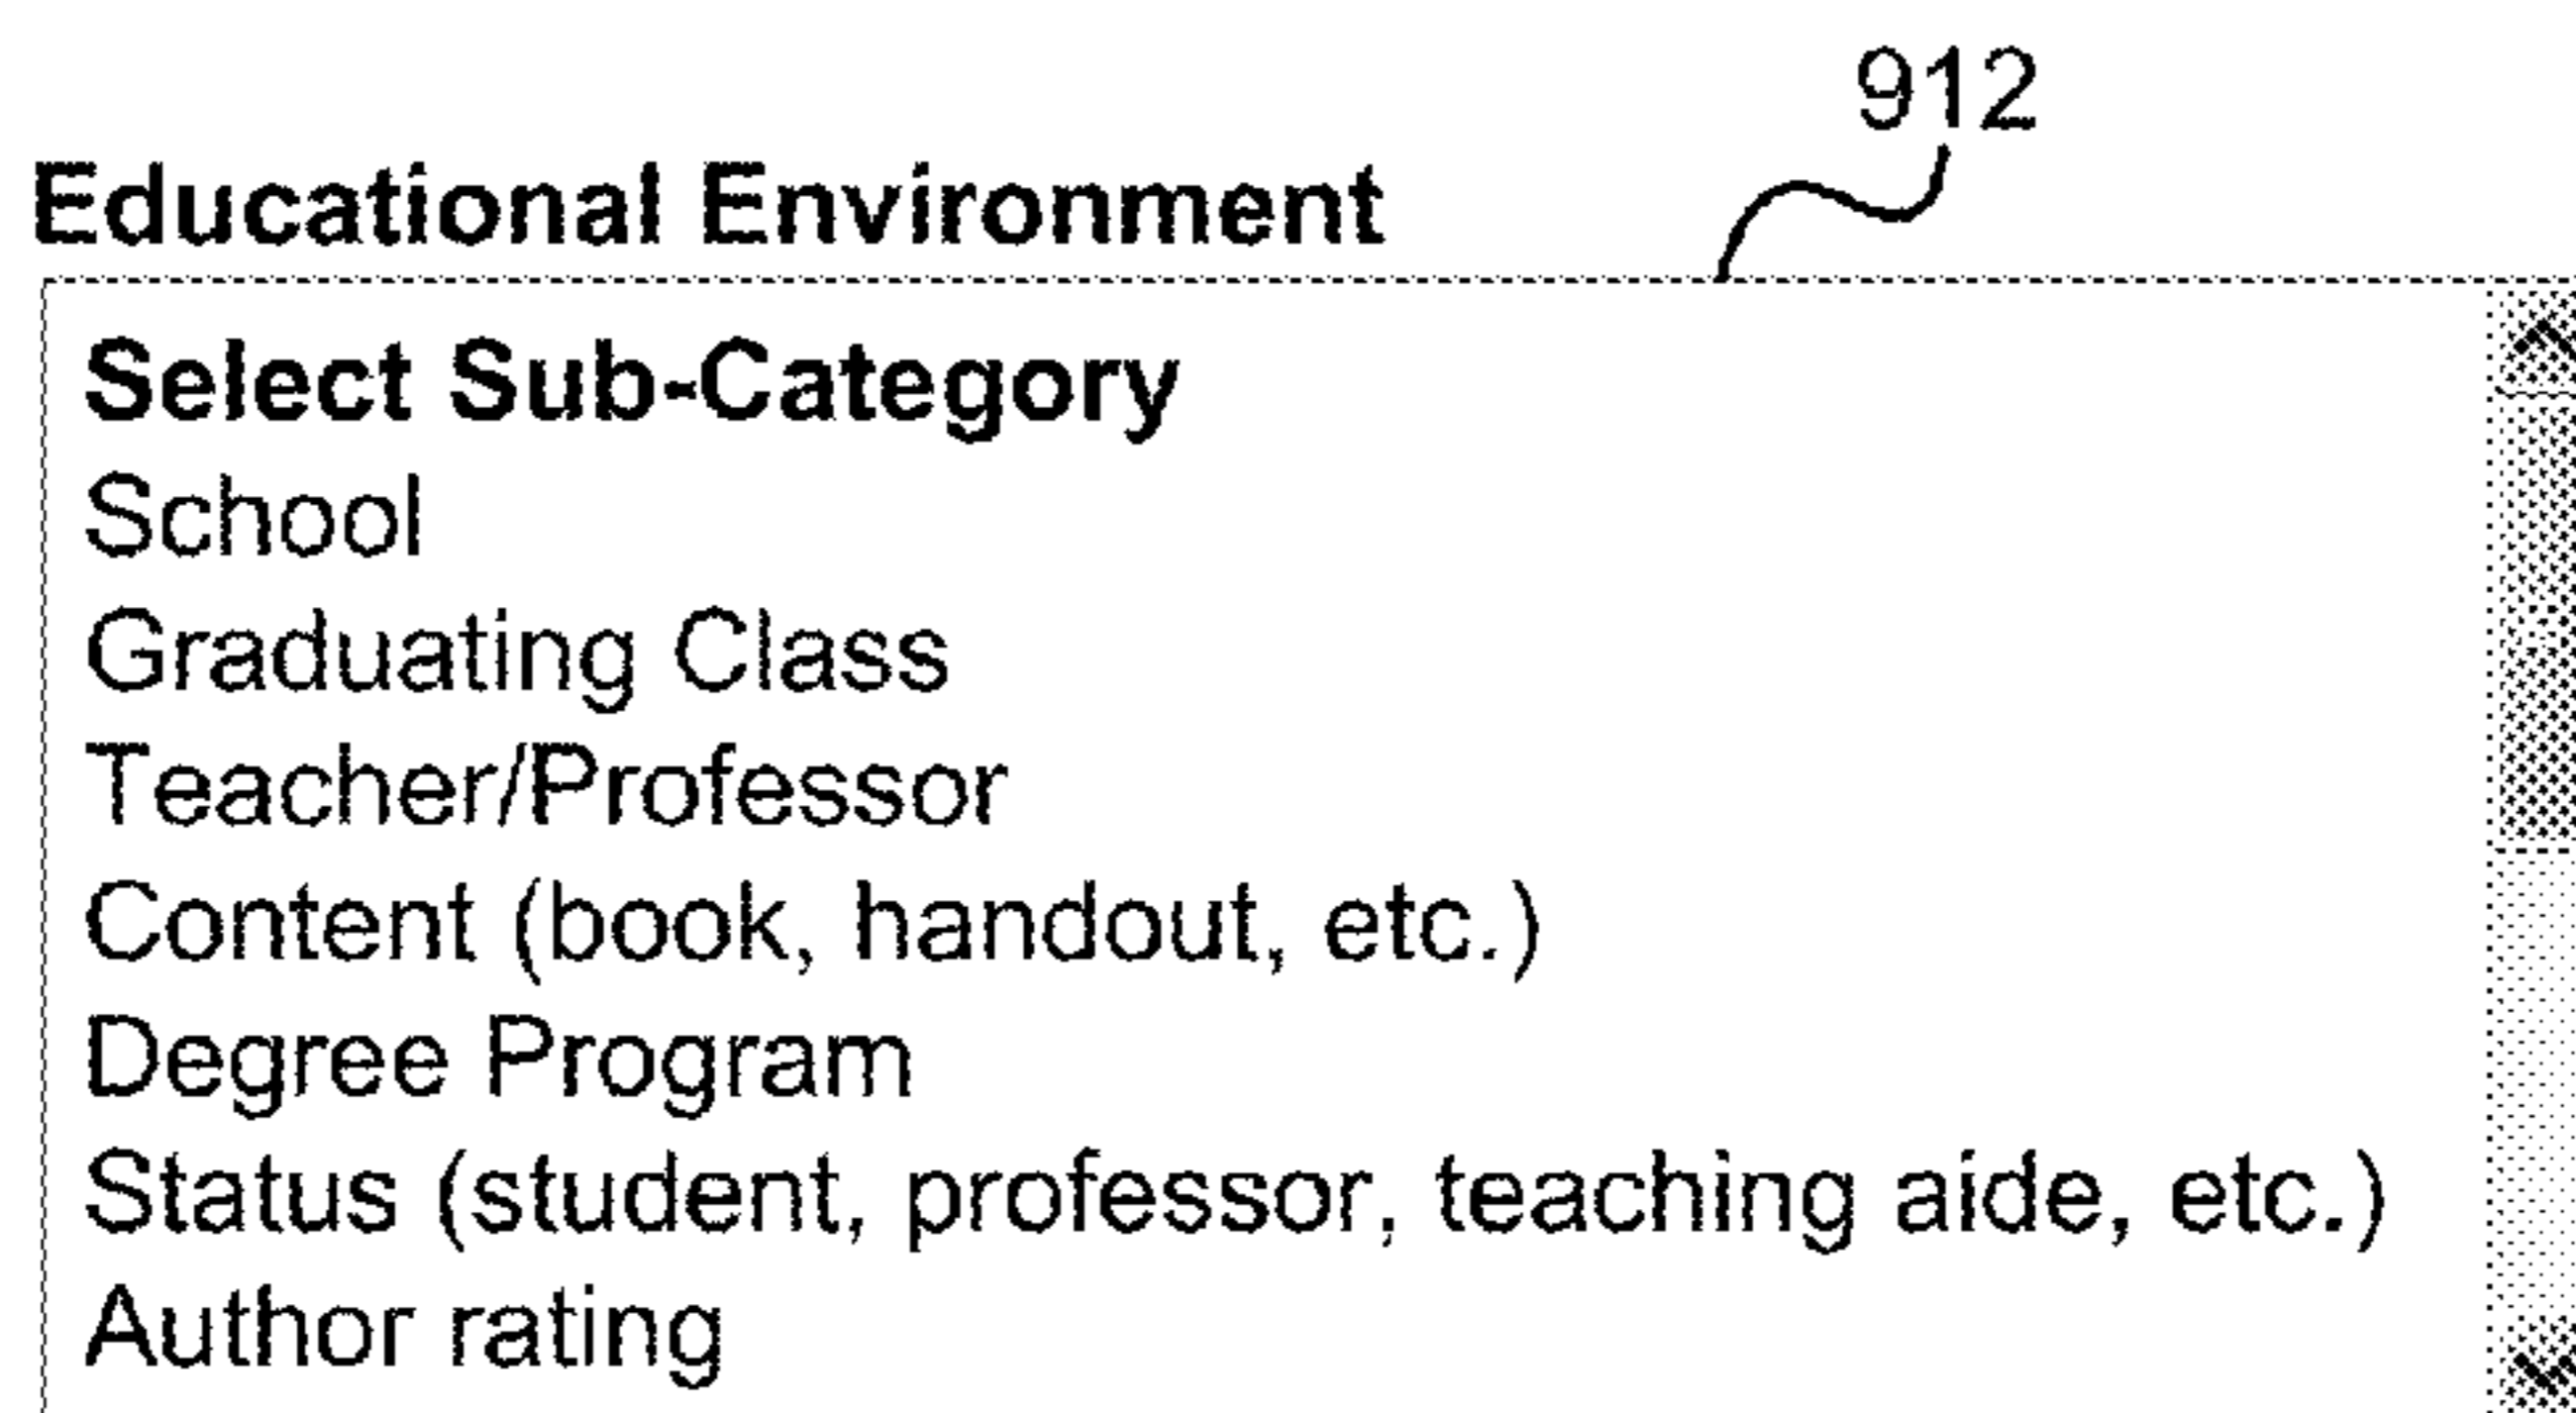 912
Educational Environment
Select Sub-Category
School
Graduating Class
Teacher/Professor
Content (book, handout, etc.)
Degree Program
Status (student, professor, teaching aide, etc.)
Author rating